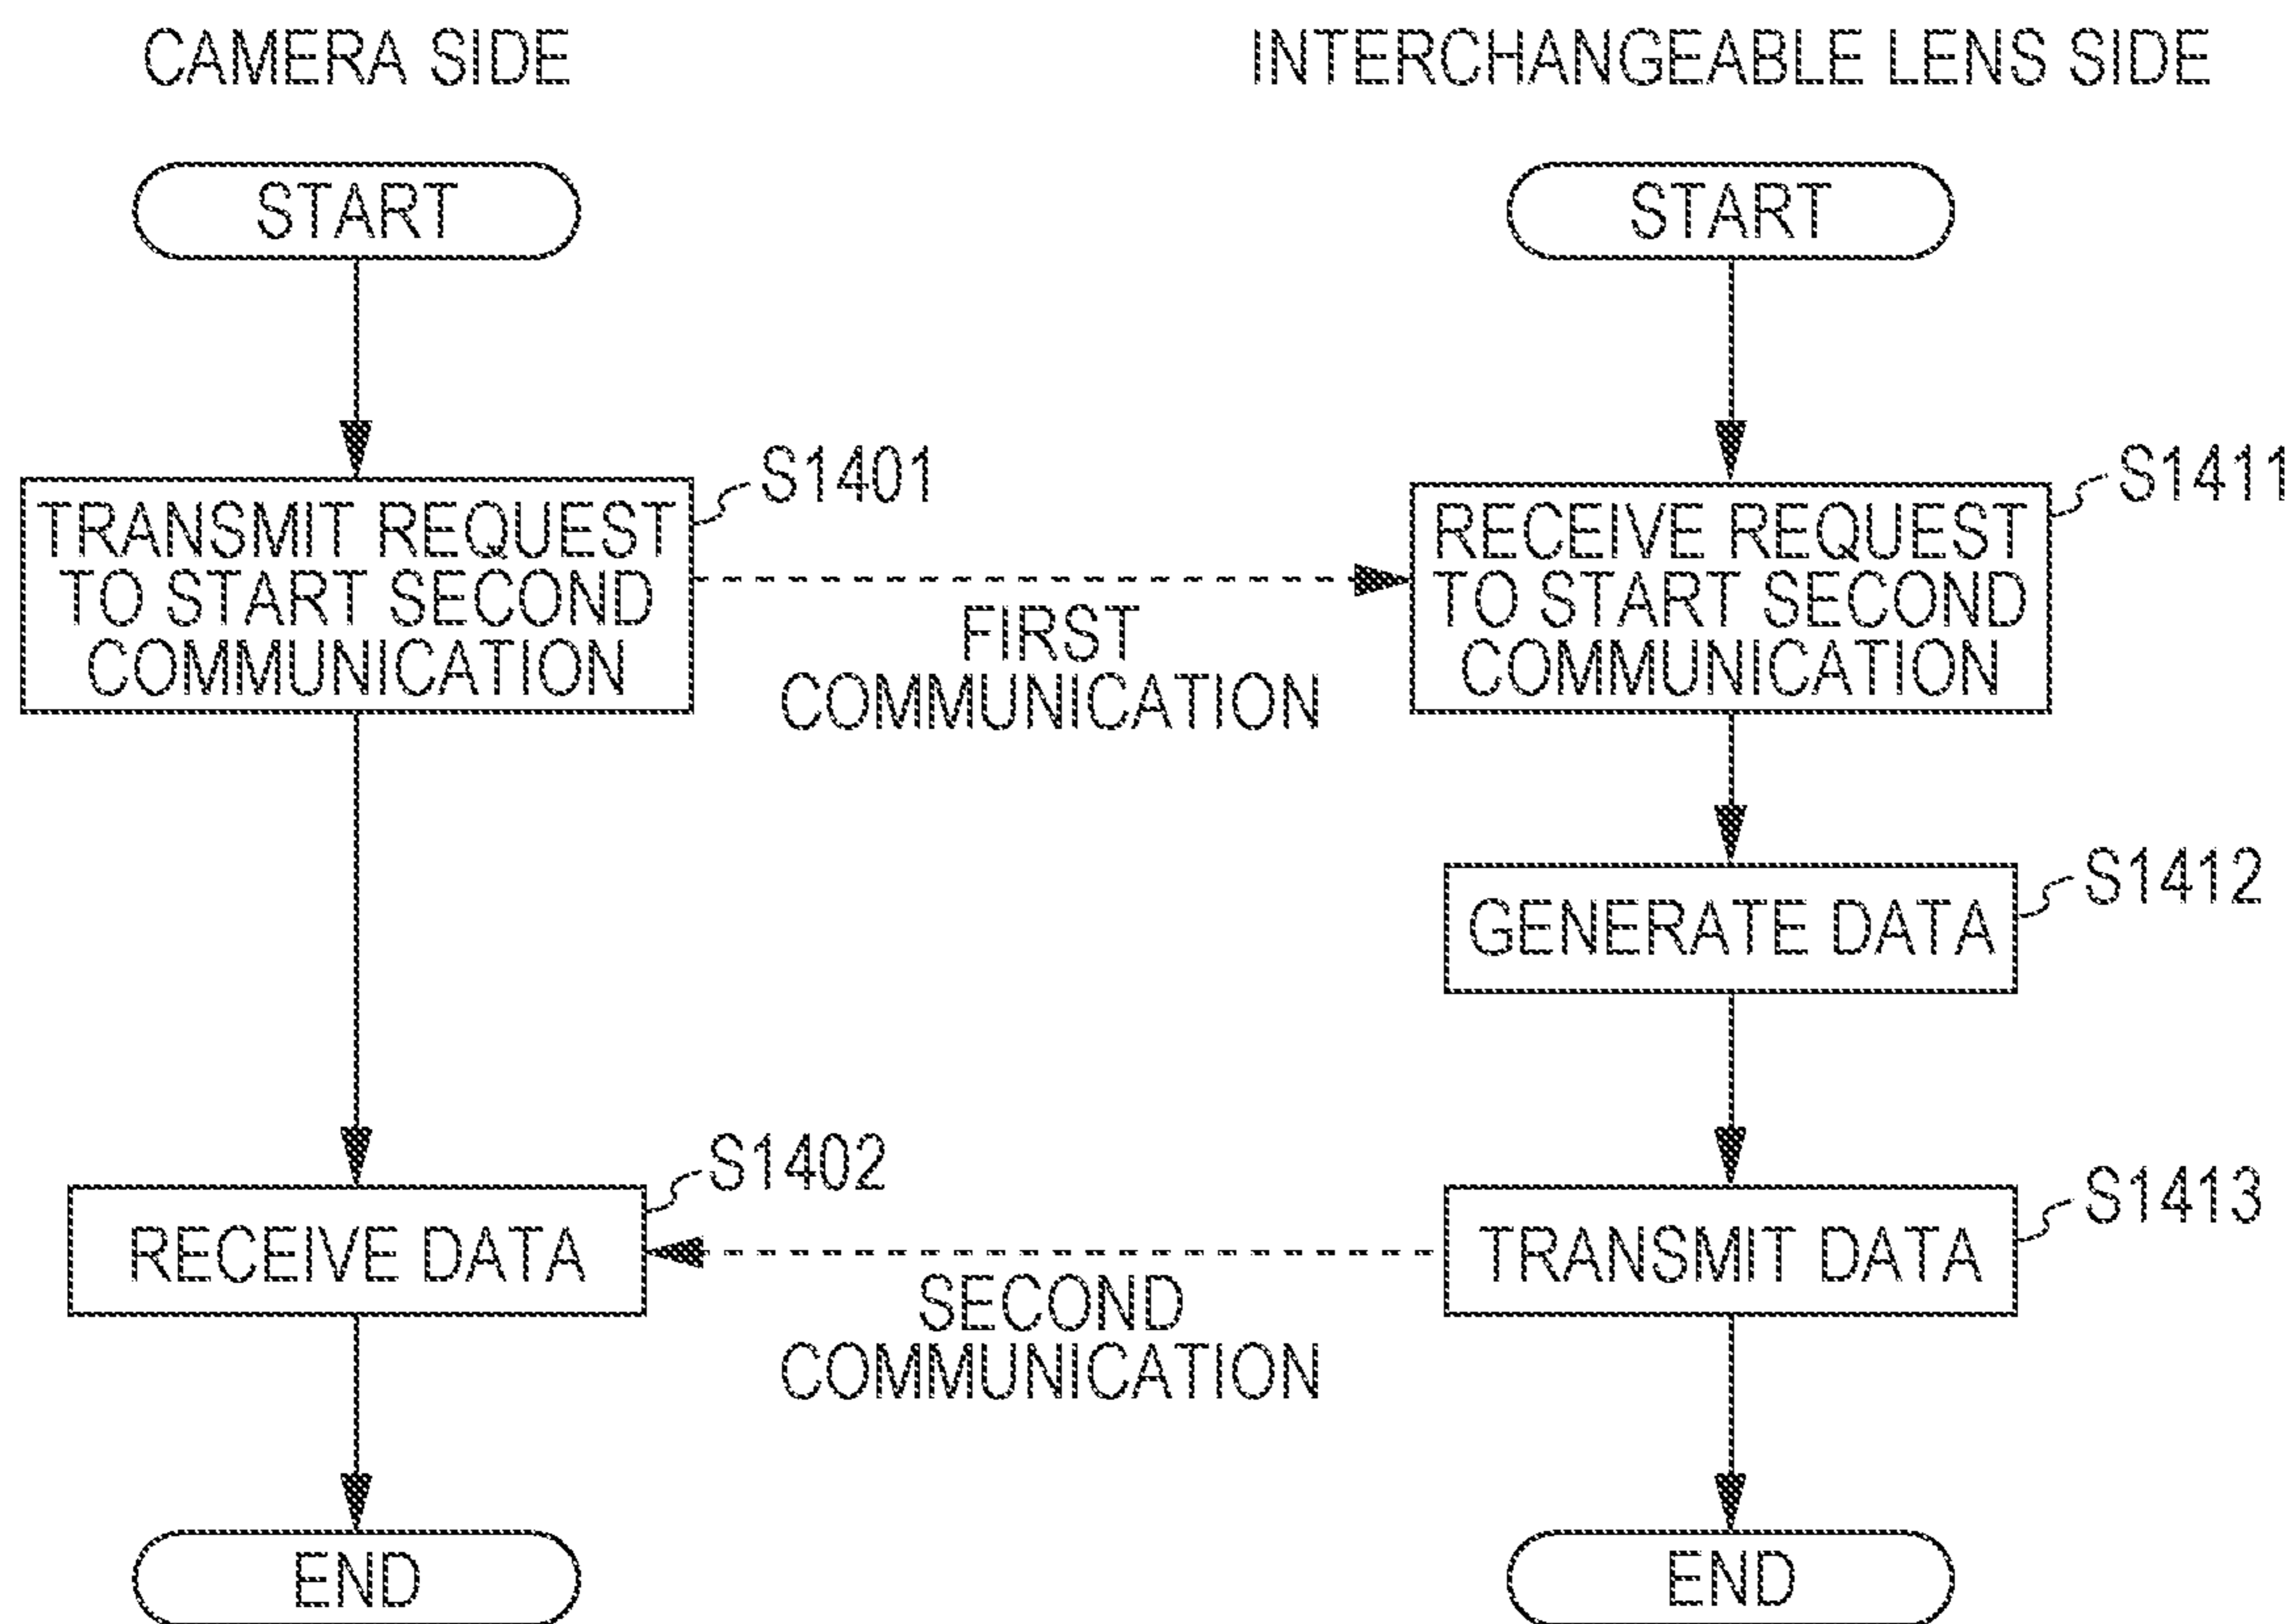 CAMERA SIDE
INTERCHANGEABLE LENS SIDE
START
START
S1401
TRANSMIT REQUEST
TO START SECOND
COMMUNICATION
FIRST
COMMUNICATION
S1411
RECEIVE REQUEST
TO START SECOND
COMMUNICATION
S1412
GENERATE DATA
S1402
RECEIVE DATA
SECOND
COMMUNICATION
S1413
TRANSMIT DATA
END
END